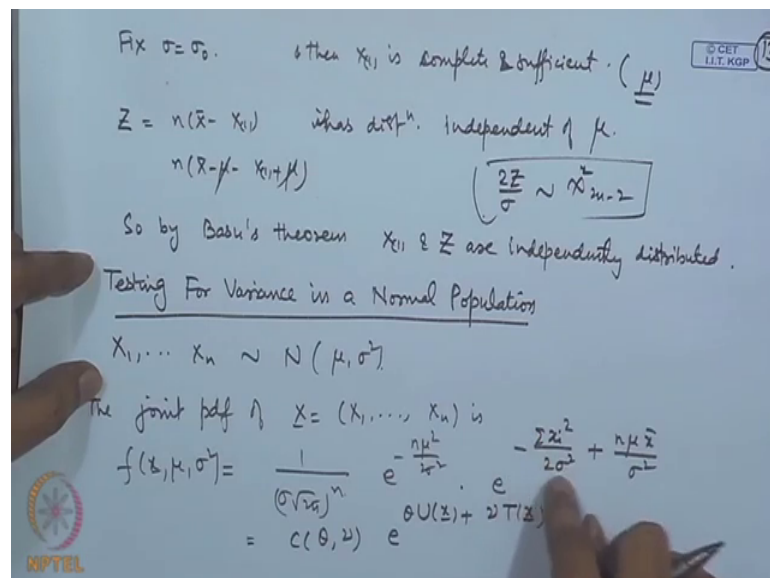 Fix σ = σ₀. then X₍₁₎ is complete & sufficient. (μ)
© CET
I.I.T. KGP
Z = n(x̄ - X₍₁₎) has distⁿ. independent of μ.
n(x̄ - μ - X₍₁₎ + μ)
2Z/σ ~ χ²₂ₙ₋₂
So by Basu's theorem X₍₁₎ & Z are independently distributed.
Testing For Variance in a Normal Population
X₁, ... Xₙ ~ N(μ, σ²)
The joint pdf of X = (X₁, ..., Xₙ) is
f(x, μ, σ²) = 1/(σ√2π)ⁿ e^(-nμ²/2σ²) . e^(-Σxᵢ²/2σ² + nμx̄/σ²)
= C(θ, ν) e^(θU(x) + νT(x))
NPTEL